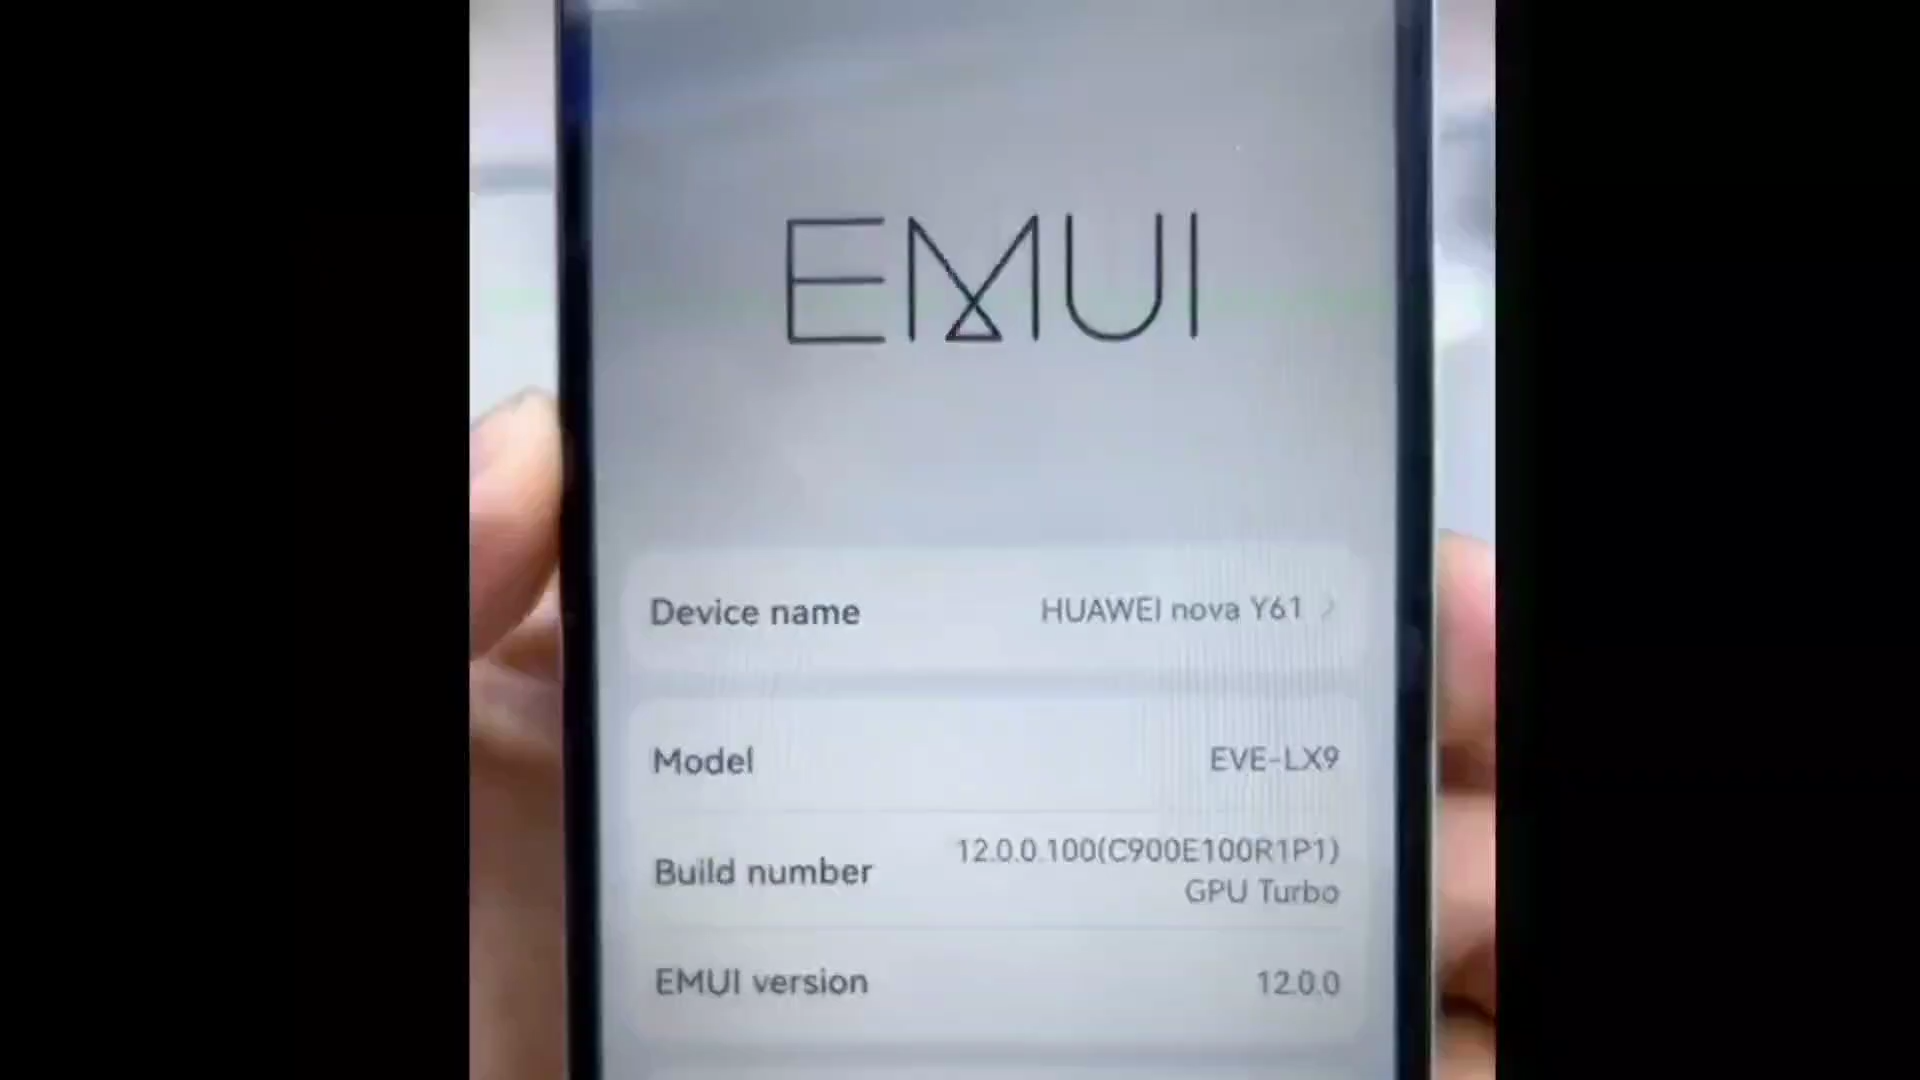 EMUI
Device name HUAWEI nova Y61
Model EVE-LX9
12.0.0.100(C900E100R1P1)
Build number
GPU Turbo
EMUI version 12.0.0